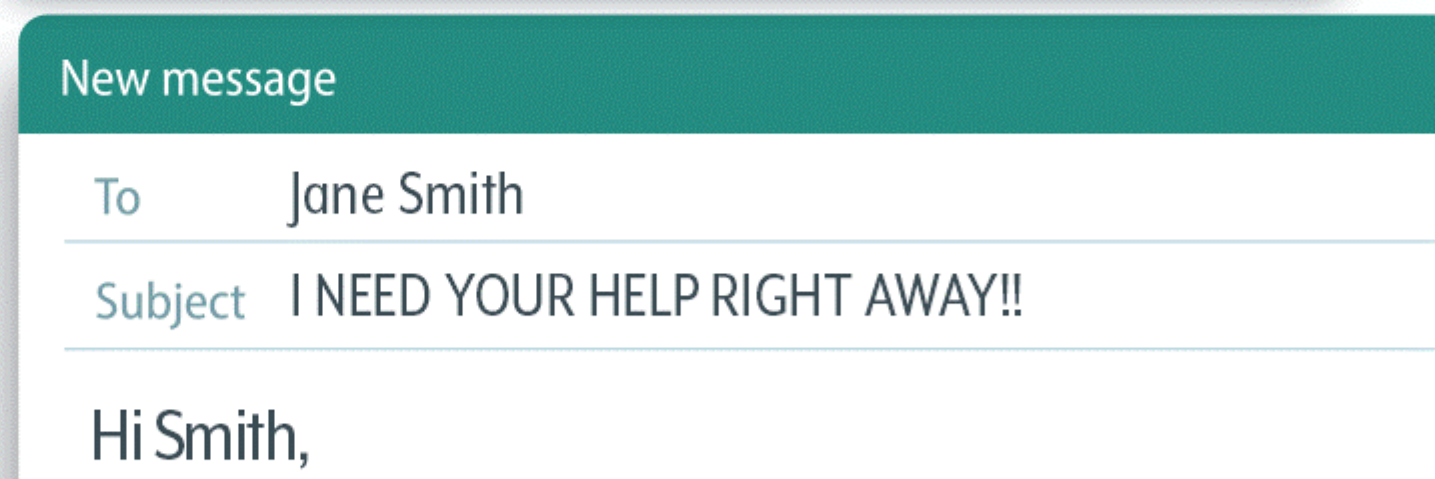 New message
To Jane Smith
Subject I NEED YOUR HELP RIGHT AWAY!!
Hi Smith,